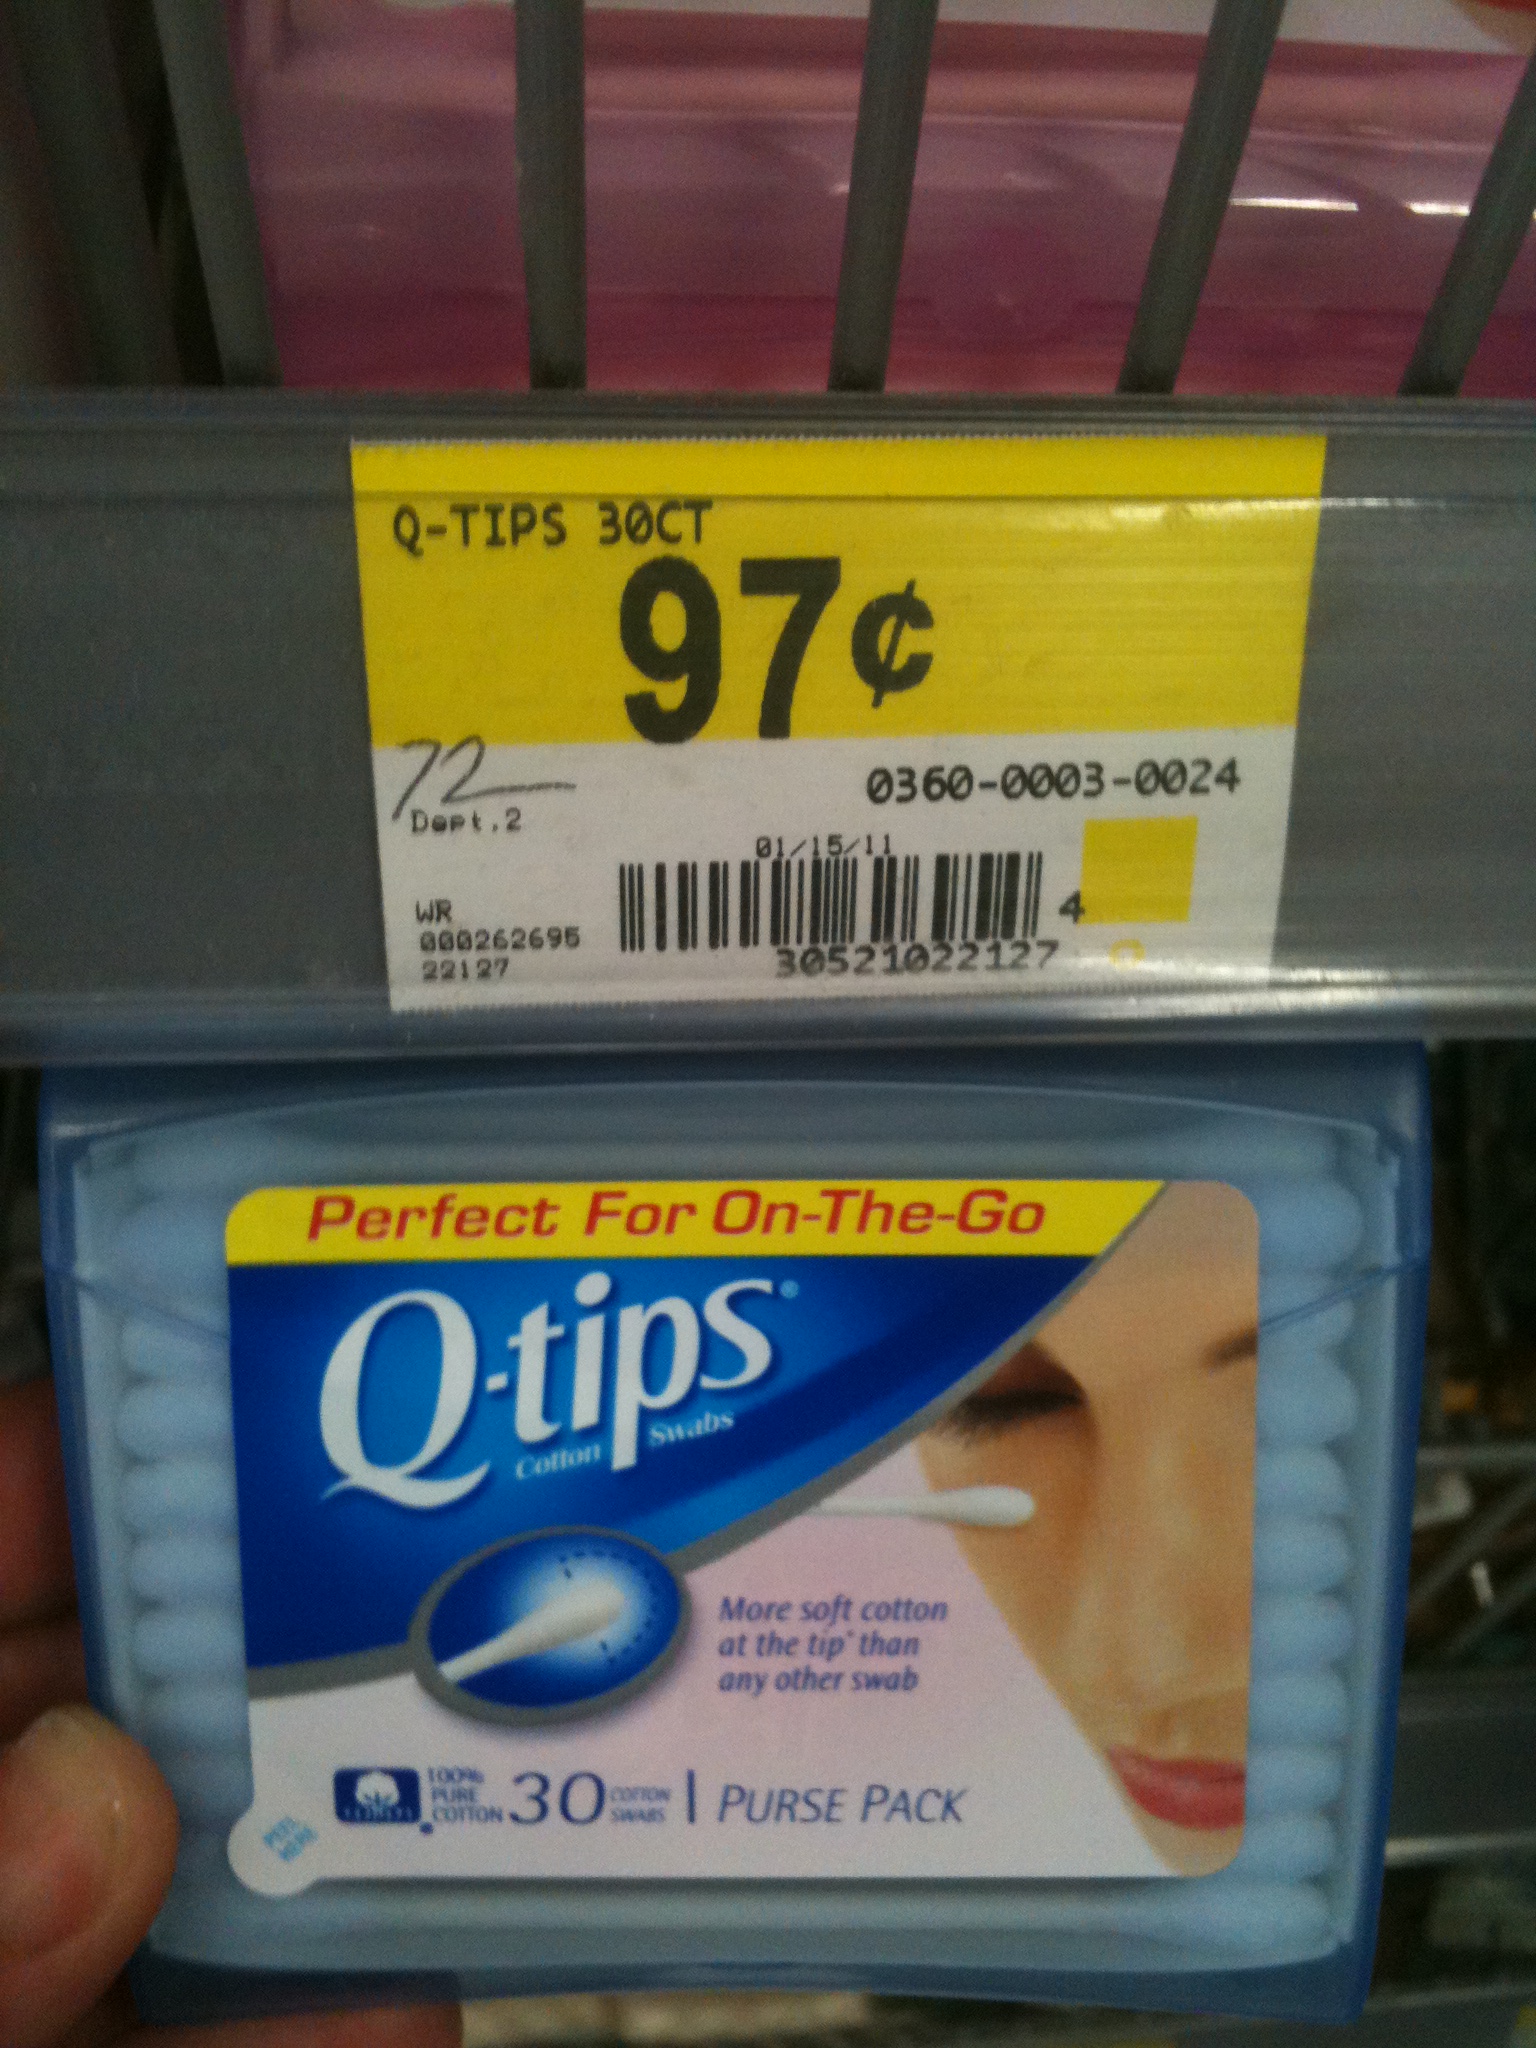 Q-TIPS 30CT
97¢
72
Dept.2
0360-0003-0024
01/15/11
WR
000262695
22127
30521022127
4
Perfect For On-The-Go
Q-tips®
Cotton Swabs
More soft cotton
at the tip* than
any other swab
100%
PURE
COTTON
30
COTTON
SWABS
PURSE PACK
PEEL
HERE